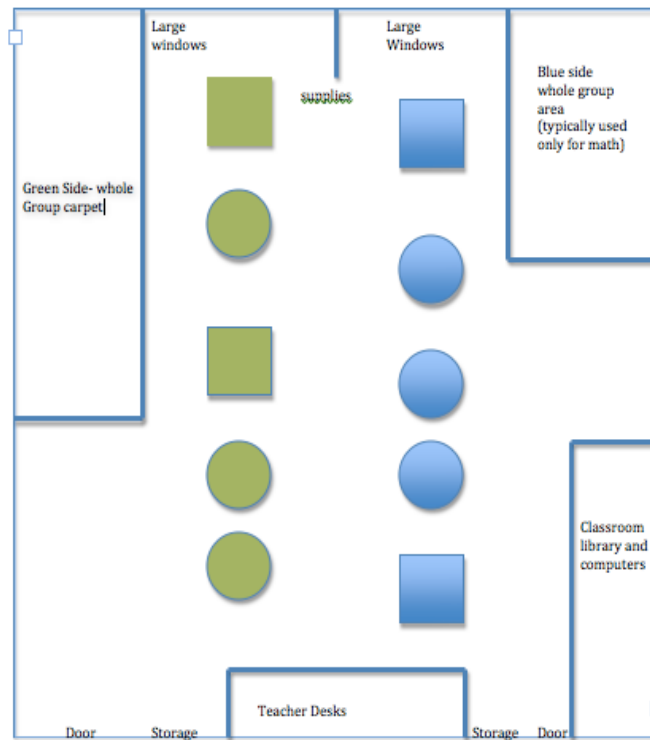 Large
windows
Large
Windows
supplies
Blue side
whole group
area
(typically used
only for math)
Green Side- whole
Group carpet
Classroom
library and
computers
Teacher Desks
Door
Storage
Storage
Door